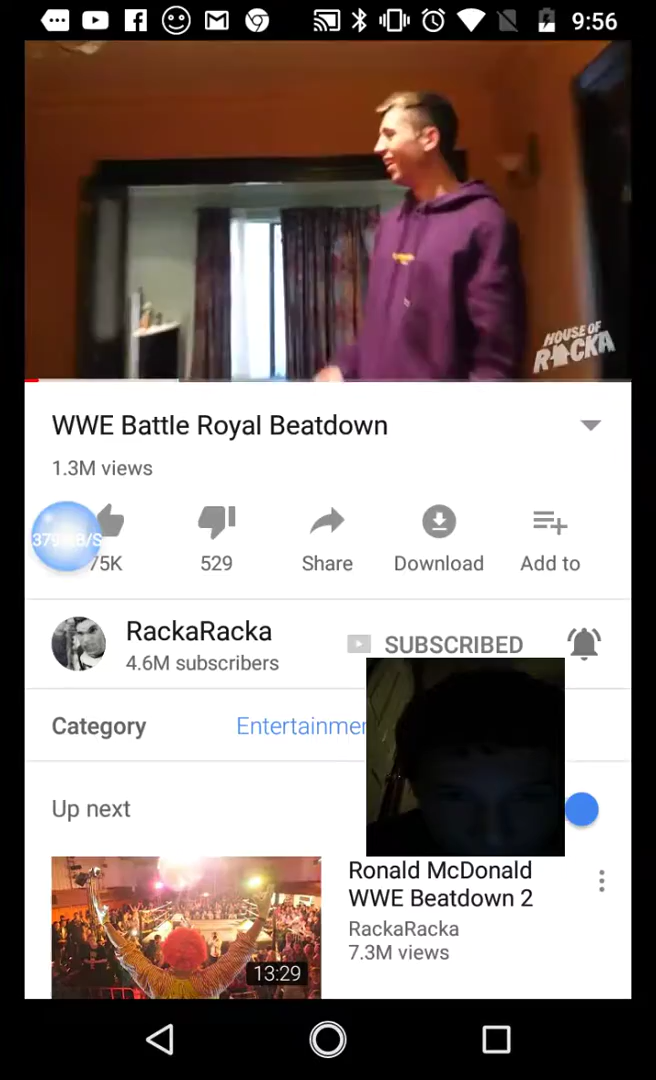 9:56
HOUSE OF
RACKA
WWE Battle Royal Beatdown
1.3M views
75K
529
Share
Download
Add to
RackaRacka
4.6M subscribers
SUBSCRIBED
Category
Up next
13:29
Ronald McDonald
WWE Beatdown 2
RackaRacka
7.3M views